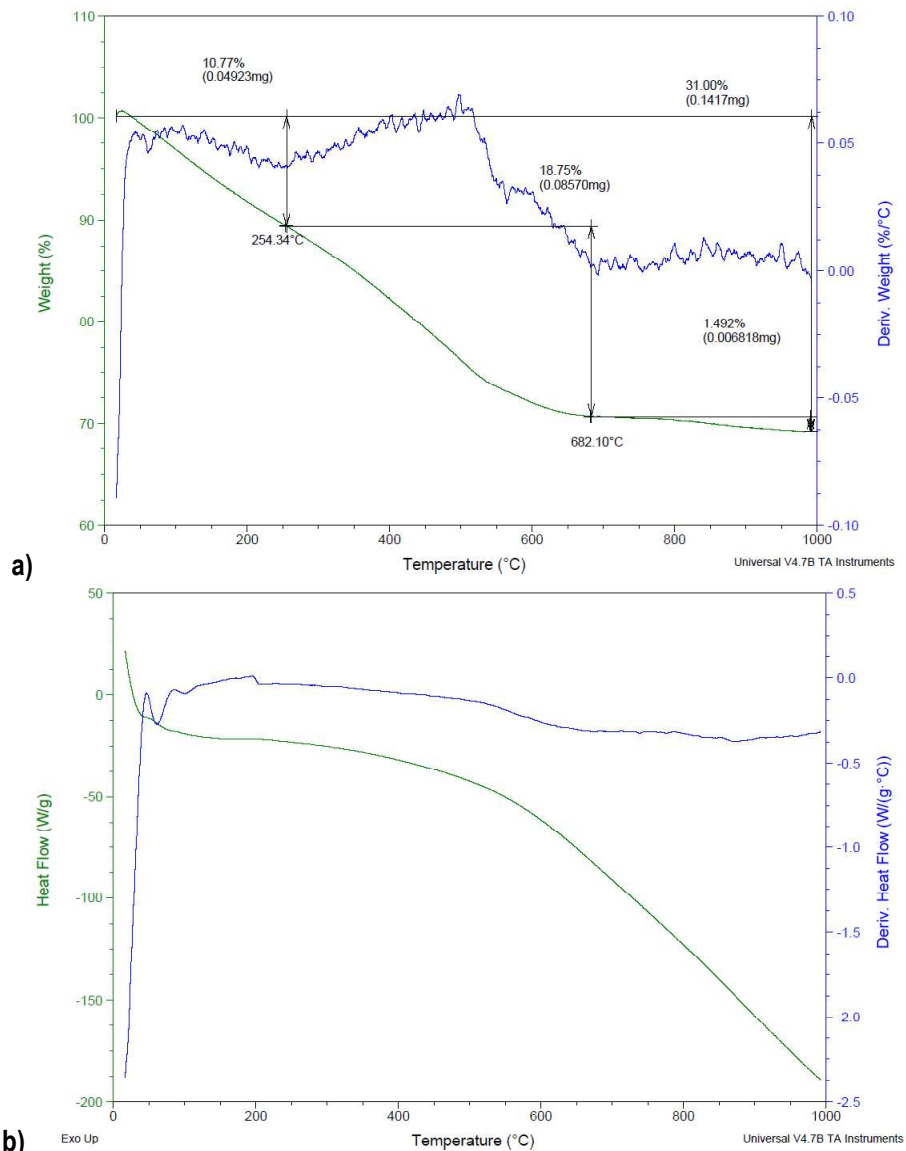 110
0.10
10.77%
(0.04923mg)
31.00%
(0.1417mg)
100
0.05
18.75%
(0.08570mg)
90
254.34°C
Weight (%)
0.00
Deriv. Weight (%/°C)
80
1.492%
(0.006818mg)
-0.05
70
682.10°C
60
-0.10
0
200
400
600
800
1000
a)
Temperature (°C)
Universal V4.7B TA Instruments
50
0.5
0
0.0
-0.5
-50
Heat Flow (W/g)
-1.0
Deriv. Heat Flow (W/(g·°C))
-100
-1.5
-150
-2.0
-200
-2.5
0
200
400
600
800
1000
b)
Exo Up
Temperature (°C)
Universal V4.7B TA Instruments